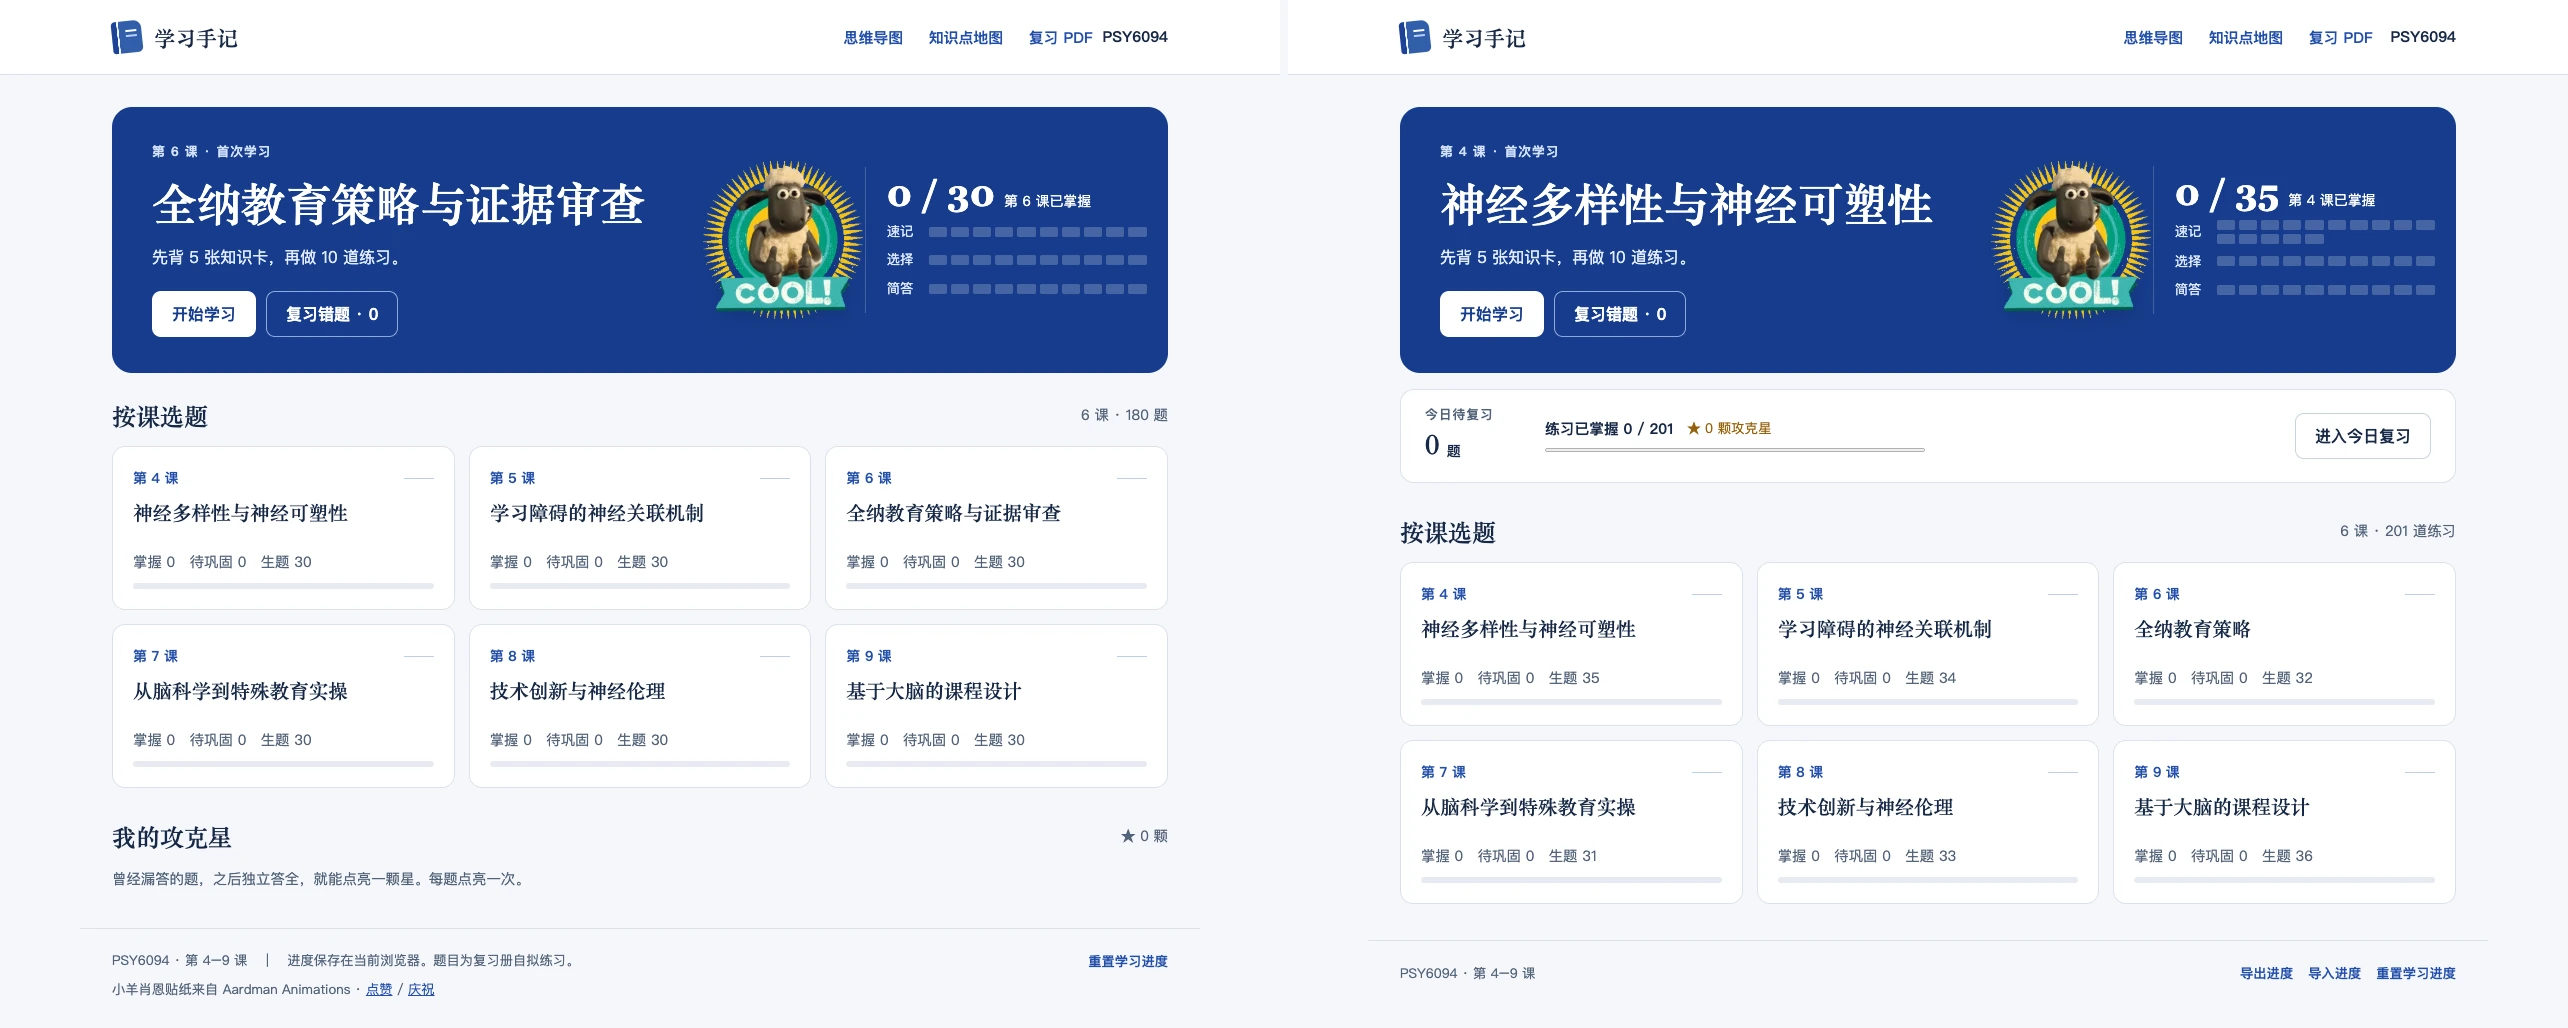 学习手记
思维导图 知识点地图 复习 PDF PSY6094
第 6 课 · 首次学习
全纳教育策略与证据审查
先背 5 张知识卡，再做 10 道练习。
开始学习 复习错题 · 0
COOL!
0 / 30 第 6 课已掌握
速记
选择
简答
按课选题 6 课 · 180 题
第 4 课
神经多样性与神经可塑性
掌握 0 待巩固 0 生题 30
第 5 课
学习障碍的神经关联机制
掌握 0 待巩固 0 生题 30
第 6 课
全纳教育策略与证据审查
掌握 0 待巩固 0 生题 30
第 7 课
从脑科学到特殊教育实操
掌握 0 待巩固 0 生题 30
第 8 课
技术创新与神经伦理
掌握 0 待巩固 0 生题 30
第 9 课
基于大脑的课程设计
掌握 0 待巩固 0 生题 30
我的攻克星 ★ 0 颗
曾经漏答的题，之后独立答全，就能点亮一颗星。每题点亮一次。
PSY6094 · 第 4—9 课 | 进度保存在当前浏览器。题目为复习册自拟练习。 重置学习进度
小羊肖恩贴纸来自 Aardman Animations · 点赞 / 庆祝
学习手记
思维导图 知识点地图 复习 PDF PSY6094
第 4 课 · 首次学习
神经多样性与神经可塑性
先背 5 张知识卡，再做 10 道练习。
开始学习 复习错题 · 0
COOL!
0 / 35 第 4 课已掌握
速记
选择
简答
今日待复习
0 题
练习已掌握 0 / 201 ★ 0 颗攻克星
进入今日复习
按课选题 6 课 · 201 道练习
第 4 课
神经多样性与神经可塑性
掌握 0 待巩固 0 生题 35
第 5 课
学习障碍的神经关联机制
掌握 0 待巩固 0 生题 34
第 6 课
全纳教育策略
掌握 0 待巩固 0 生题 32
第 7 课
从脑科学到特殊教育实操
掌握 0 待巩固 0 生题 31
第 8 课
技术创新与神经伦理
掌握 0 待巩固 0 生题 33
第 9 课
基于大脑的课程设计
掌握 0 待巩固 0 生题 36
PSY6094 · 第 4—9 课 导出进度 导入进度 重置学习进度